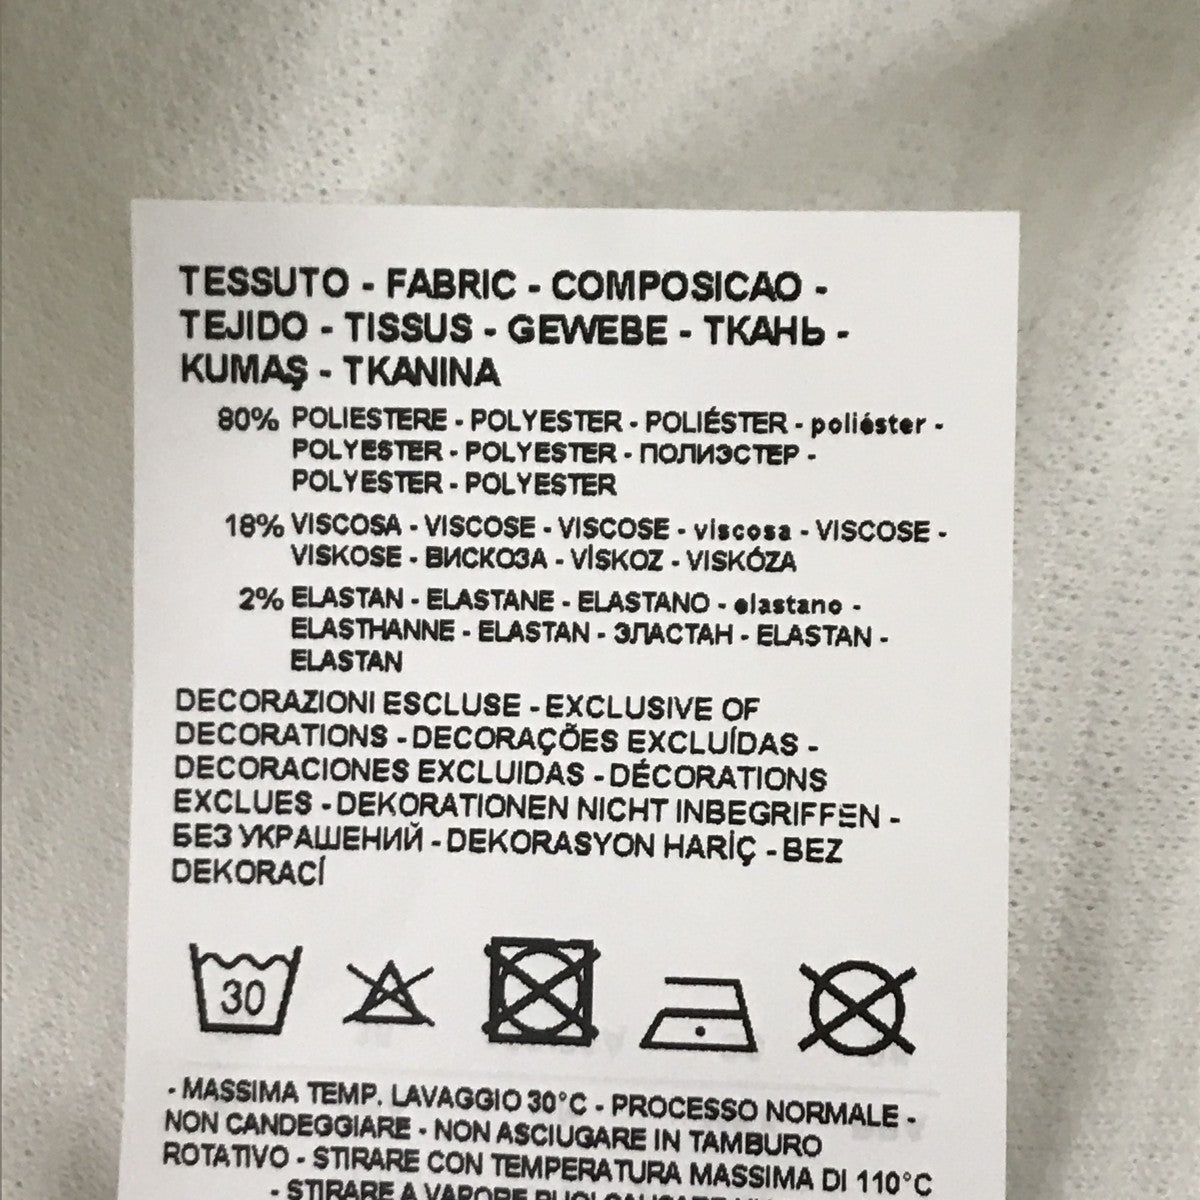 TESSUTO - FABRIC - COMPOSICAO -
TEJIDO - TISSUS - GEWEBE - ТКАНЬ -
KUMAŞ - TKANINA
80% POLIESTERE - POLYESTER - POLIÉSTER - poliéster -
POLYESTER - POLYESTER - ПОЛИЭСТЕР -
POLYESTER - POLYESTER
18% VISCOSA - VISCOSE - VISCOSE - viscosa - VISCOSE -
VISKOSE - ВИСКОЗА - VİSKOZ - VISKÓZA
2% ELASTAN - ELASTANE - ELASTANO - elastano -
ELASTHANNE - ELASTAN - ЭЛАСТАН - ELASTAN -
ELASTAN
DECORAZIONI ESCLUSE - EXCLUSIVE OF
DECORATIONS - DECORAÇÕES EXCLUÍDAS -
DECORACIONES EXCLUIDAS - DÉCORATIONS
EXCLUES - DEKORATIONEN NICHT INBEGRIFFEN -
БЕЗ УКРАШЕНИЙ - DEKORASYON HARİÇ - BEZ
DEKORACÍ
30
- MASSIMA TEMP. LAVAGGIO 30°C - PROCESSO NORMALE -
NON CANDEGGIARE - NON ASCIUGARE IN TAMBURO
ROTATIVO - STIRARE CON TEMPERATURA MASSIMA DI 110°C
- STIRARE A VAPORE PUO'